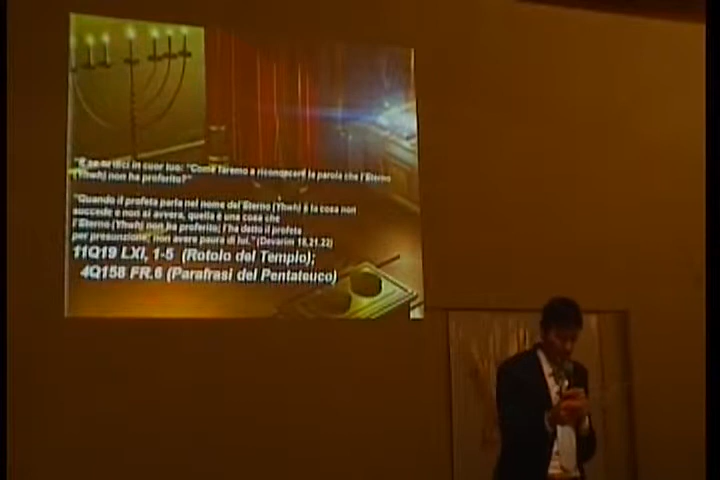 "E se tu dici in cuor tuo: "Come faremo a riconoscere la parola che l'Eterno
(Yhwh) non ha proferito?"
"Quando il profeta parla nel nome dell'Eterno (Yhwh) e la cosa non
succede e non si avvera, quella è una cosa che
l'Eterno (Yhwh) non ha proferito; l'ha detto il profeta
per presunzione; non avere paura di lui." (Devarim 18,21.22)
11Q19 LXI, 1-5 (Rotolo del Tempio);
4Q158 FR.6 (Parafrasi del Pentateuco)